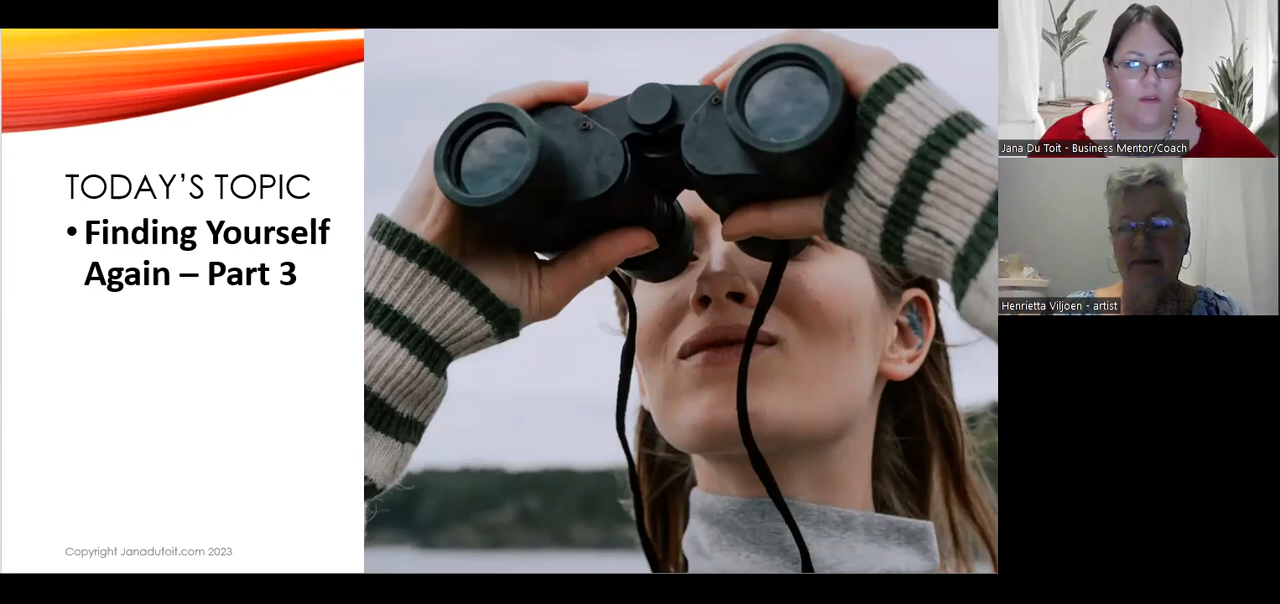 TODAY'S TOPIC
• Finding Yourself
Again – Part 3
Copyright Janadutoit.com 2023
Jana Du Toit - Business Mentor/Coach
Henrietta Viljoen - artist